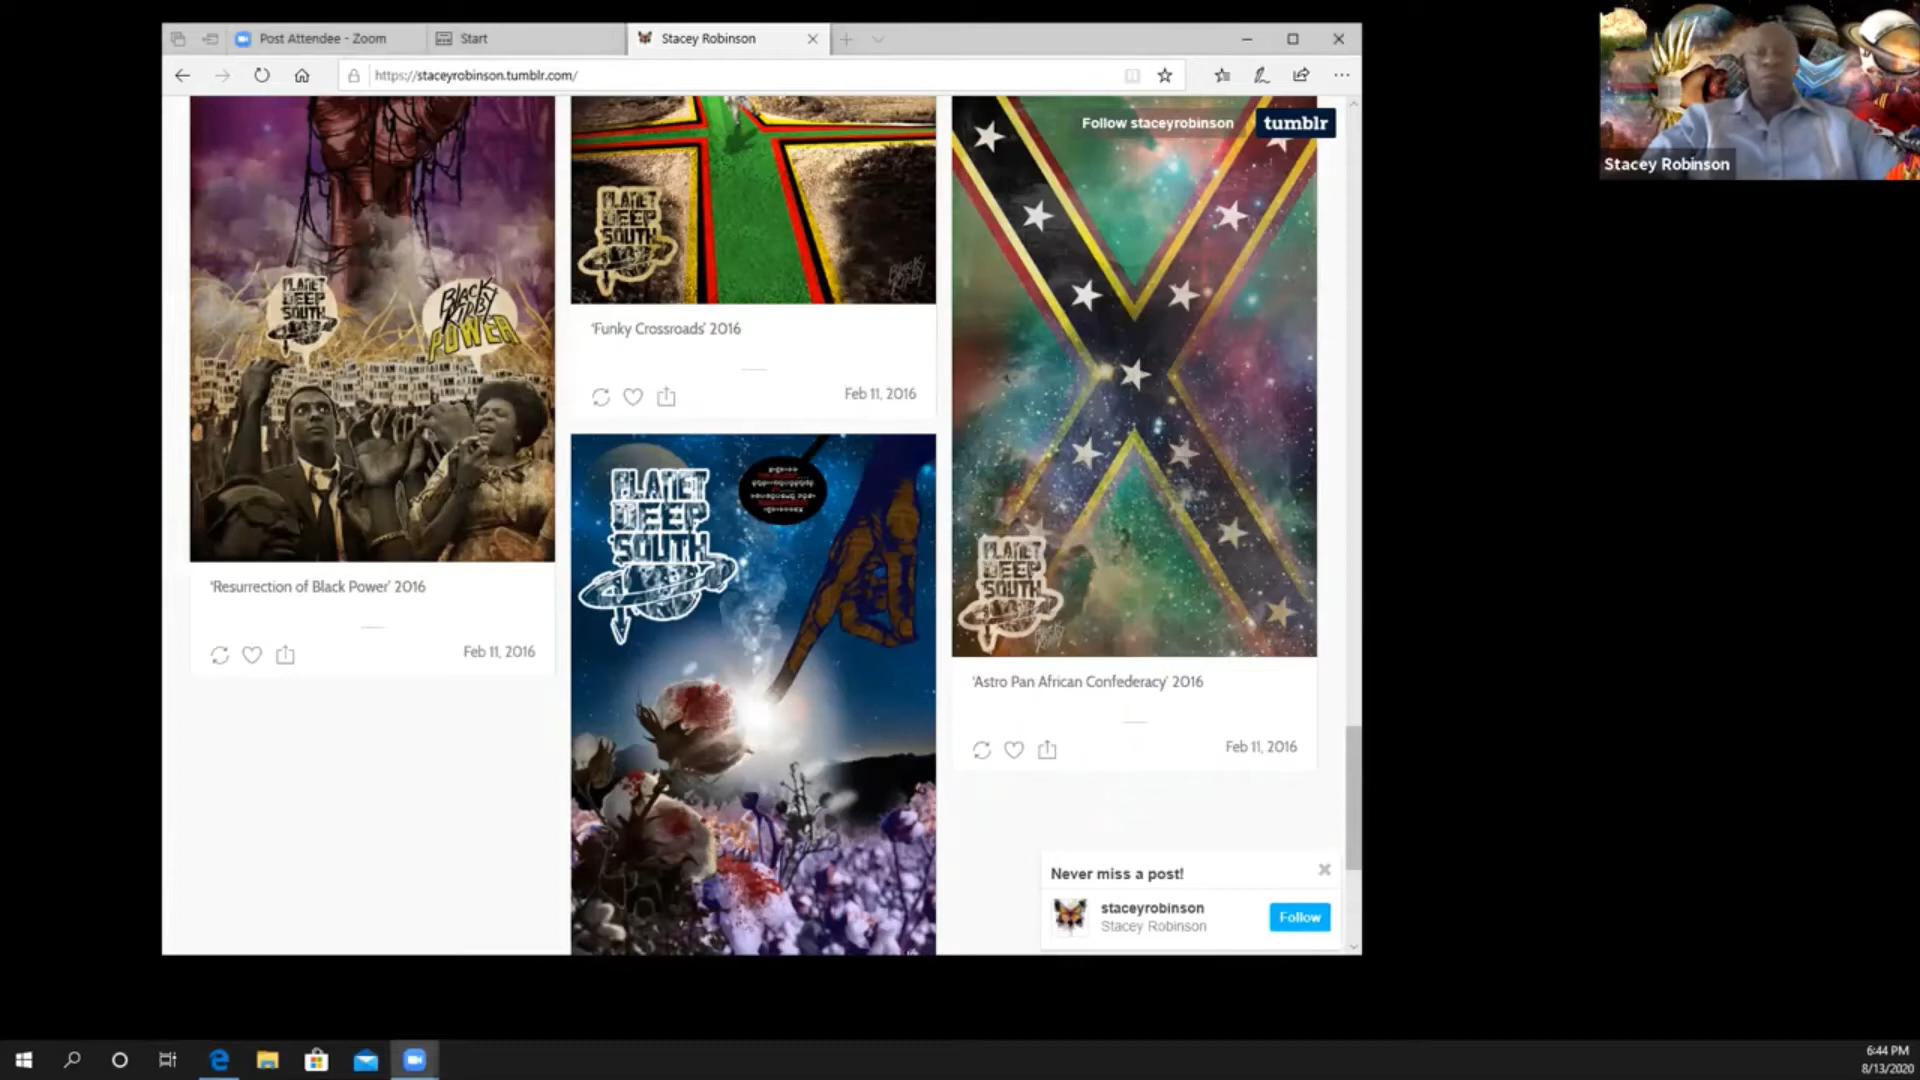 Post Attendee - Zoom
Start
Stacey Robinson
https://staceyrobinson.tumblr.com/
Follow staceyrobinson
tumblr
Stacey Robinson
PLANET
DEEP
SOUTH
BLACK
KIRBY
POWER
I AM
'Resurrection of Black Power' 2016
Feb 11, 2016
PLANET
DEEP
SOUTH
BLACK
KIRBY
'Funky Crossroads' 2016
Feb 11, 2016
PLANET
DEEP
SOUTH
PLANET
DEEP
SOUTH
'Astro Pan African Confederacy' 2016
Feb 11, 2016
Never miss a post!
staceyrobinson
Stacey Robinson
Follow
6:44 PM
8/13/2020